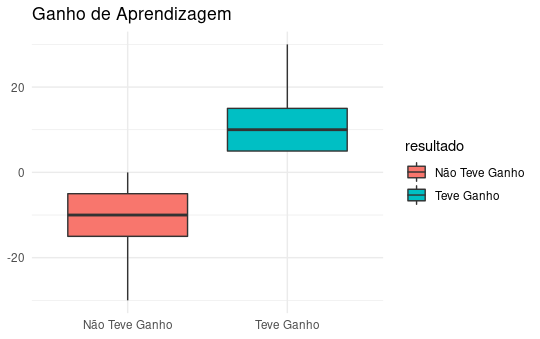 Ganho de Aprendizagem
20
0
-20
Não Teve Ganho
Teve Ganho
resultado
Não Teve Ganho
Teve Ganho